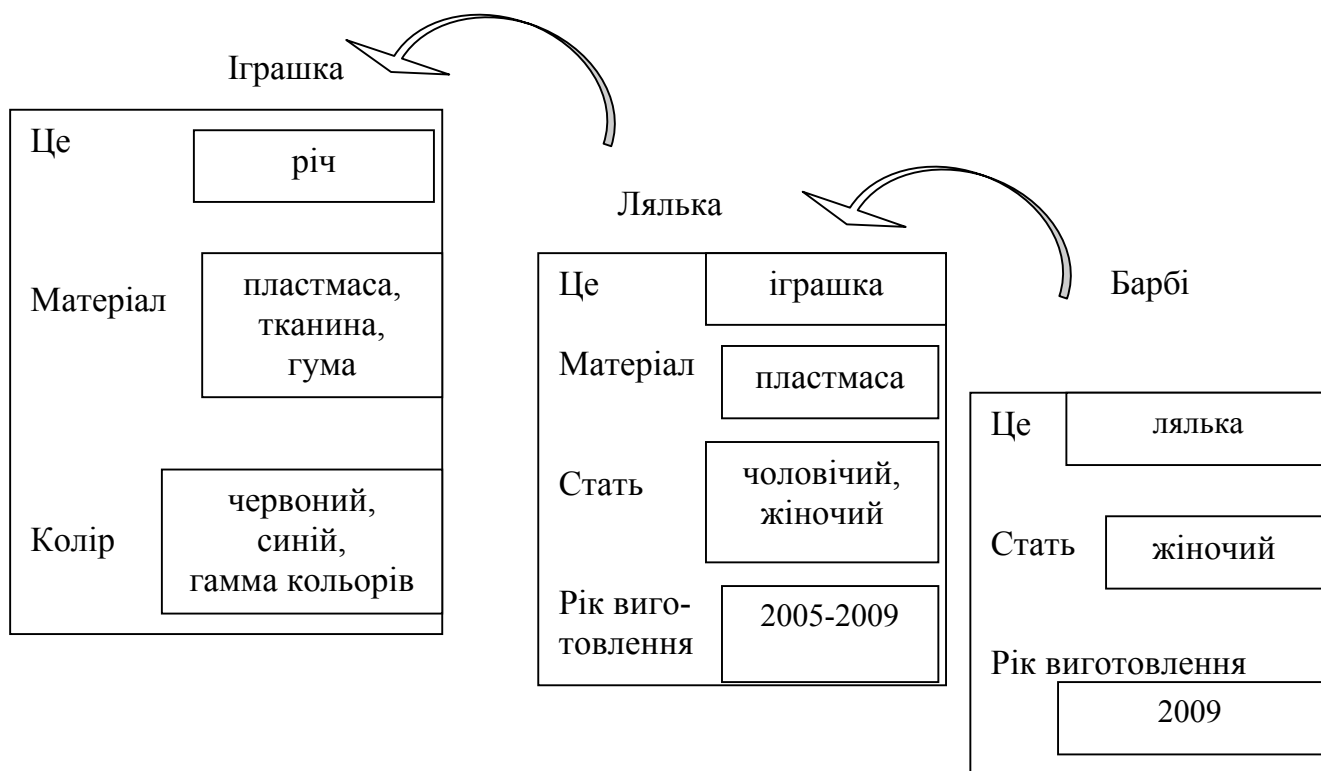 Іграшка
Це
річ
Матеріал
пластмаса,
тканина,
гума
Колір
червоний,
синій,
гамма кольорів
Лялька
Це
іграшка
Матеріал
пластмаса
Стать
чоловічий,
жіночий
Рік виго-
товлення
2005-2009
Барбі
Це
лялька
Стать
жіночий
Рік виготовлення
2009